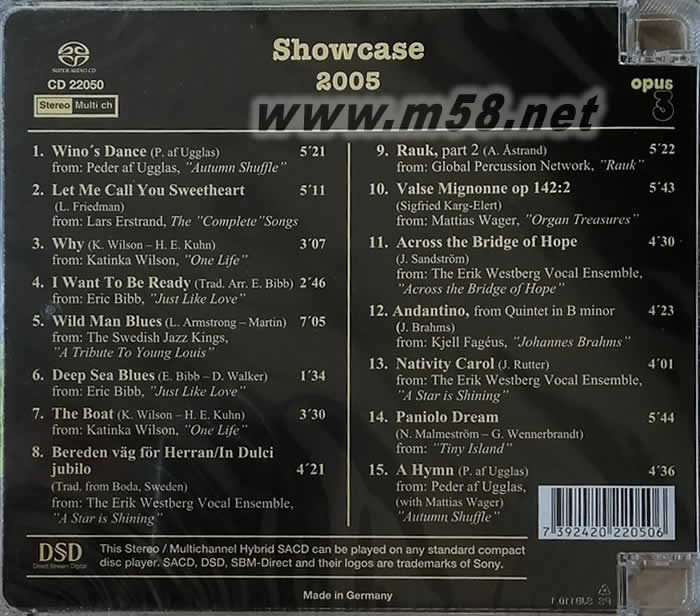 Showcase
2005
SUPER AUDIO CD
CD 22050
Stereo Multi ch
opus
3
www.m58.net
1. Wino´s Dance (P. af Ugglas) 5´21
from: Peder af Ugglas, "Autumn Shuffle"
2. Let Me Call You Sweetheart 5´11
(L. Friedman)
from: Lars Erstrand, The "Complete"Songs
3. Why (K. Wilson – H. E. Kuhn) 3´07
from: Katinka Wilson, "One Life"
4. I Want To Be Ready (Trad. Arr. E. Bibb) 2´46
from: Eric Bibb, "Just Like Love"
5. Wild Man Blues (L. Armstrong – Martin) 7´05
from: The Swedish Jazz Kings,
"A Tribute To Young Louis"
6. Deep Sea Blues (E. Bibb – D. Walker) 1´34
from: Eric Bibb, "Just Like Love"
7. The Boat (K. Wilson – H. E. Kuhn) 3´30
from: Katinka Wilson, "One Life"
8. Bereden väg för Herran/In Dulci
jubilo 4´21
(Trad. from Boda, Sweden)
from: The Erik Westberg Vocal Ensemble,
"A Star is Shining"
9. Rauk, part 2 (A. Åstrand) 5´22
from: Global Percussion Network, "Rauk"
10. Valse Mignonne op 142:2 5´43
(Sigfried Karg-Elert)
from: Mattias Wager, "Organ Treasures"
11. Across the Bridge of Hope 4´30
(J. Sandström)
from: The Erik Westberg Vocal Ensemble,
"Across the Bridge of Hope"
12. Andantino, from Quintet in B minor 4´23
(J. Brahms)
from: Kjell Fagéus, "Johannes Brahms"
13. Nativity Carol (J. Rutter) 4´01
from: The Erik Westberg Vocal Ensemble,
"A Star is Shining"
14. Paniolo Dream 5´44
(N. Malmeström – G. Wennerbrandt)
from: "Tiny Island"
15. A Hymn (P. af Ugglas) 4´36
from: Peder af Ugglas,
(with Mattias Wager)
"Autumn Shuffle"
7 392420 220506
DSD
Direct Stream Digital
This Stereo / Multichannel Hybrid SACD can be played on any standard compact
disc player. SACD, DSD, SBM-Direct and their logos are trademarks of Sony.
Made in Germany